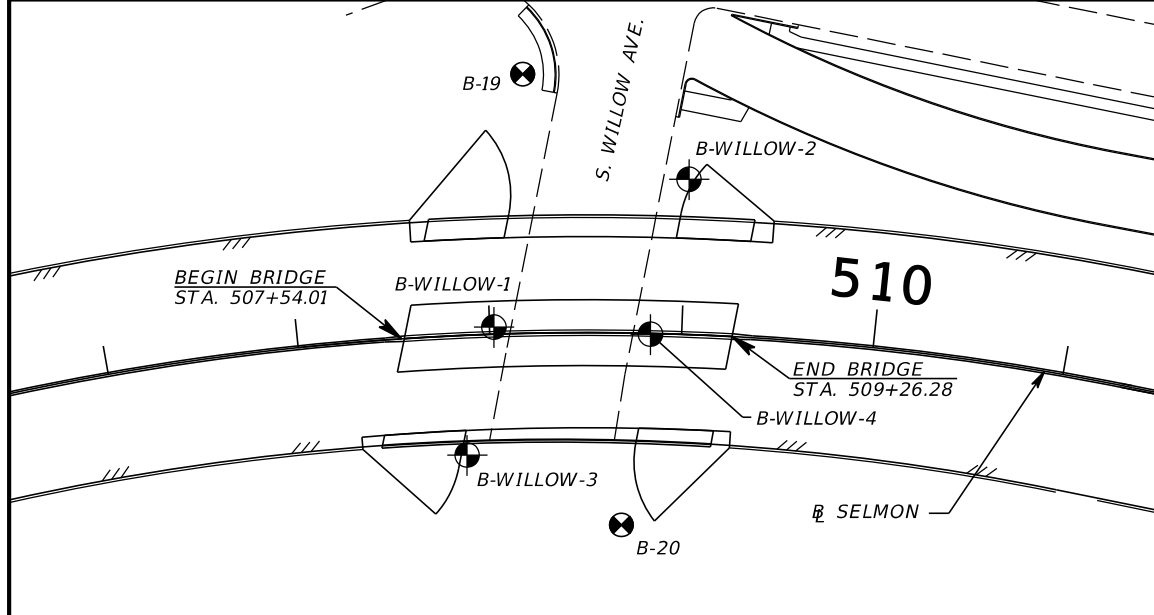 S. WILLOW AVE.
B-19
B-WILLOW-2
BEGIN BRIDGE
STA. 507+54.01
B-WILLOW-1
510
END BRIDGE
STA. 509+26.28
B-WILLOW-4
B-WILLOW-3
BL SELMON
B-20